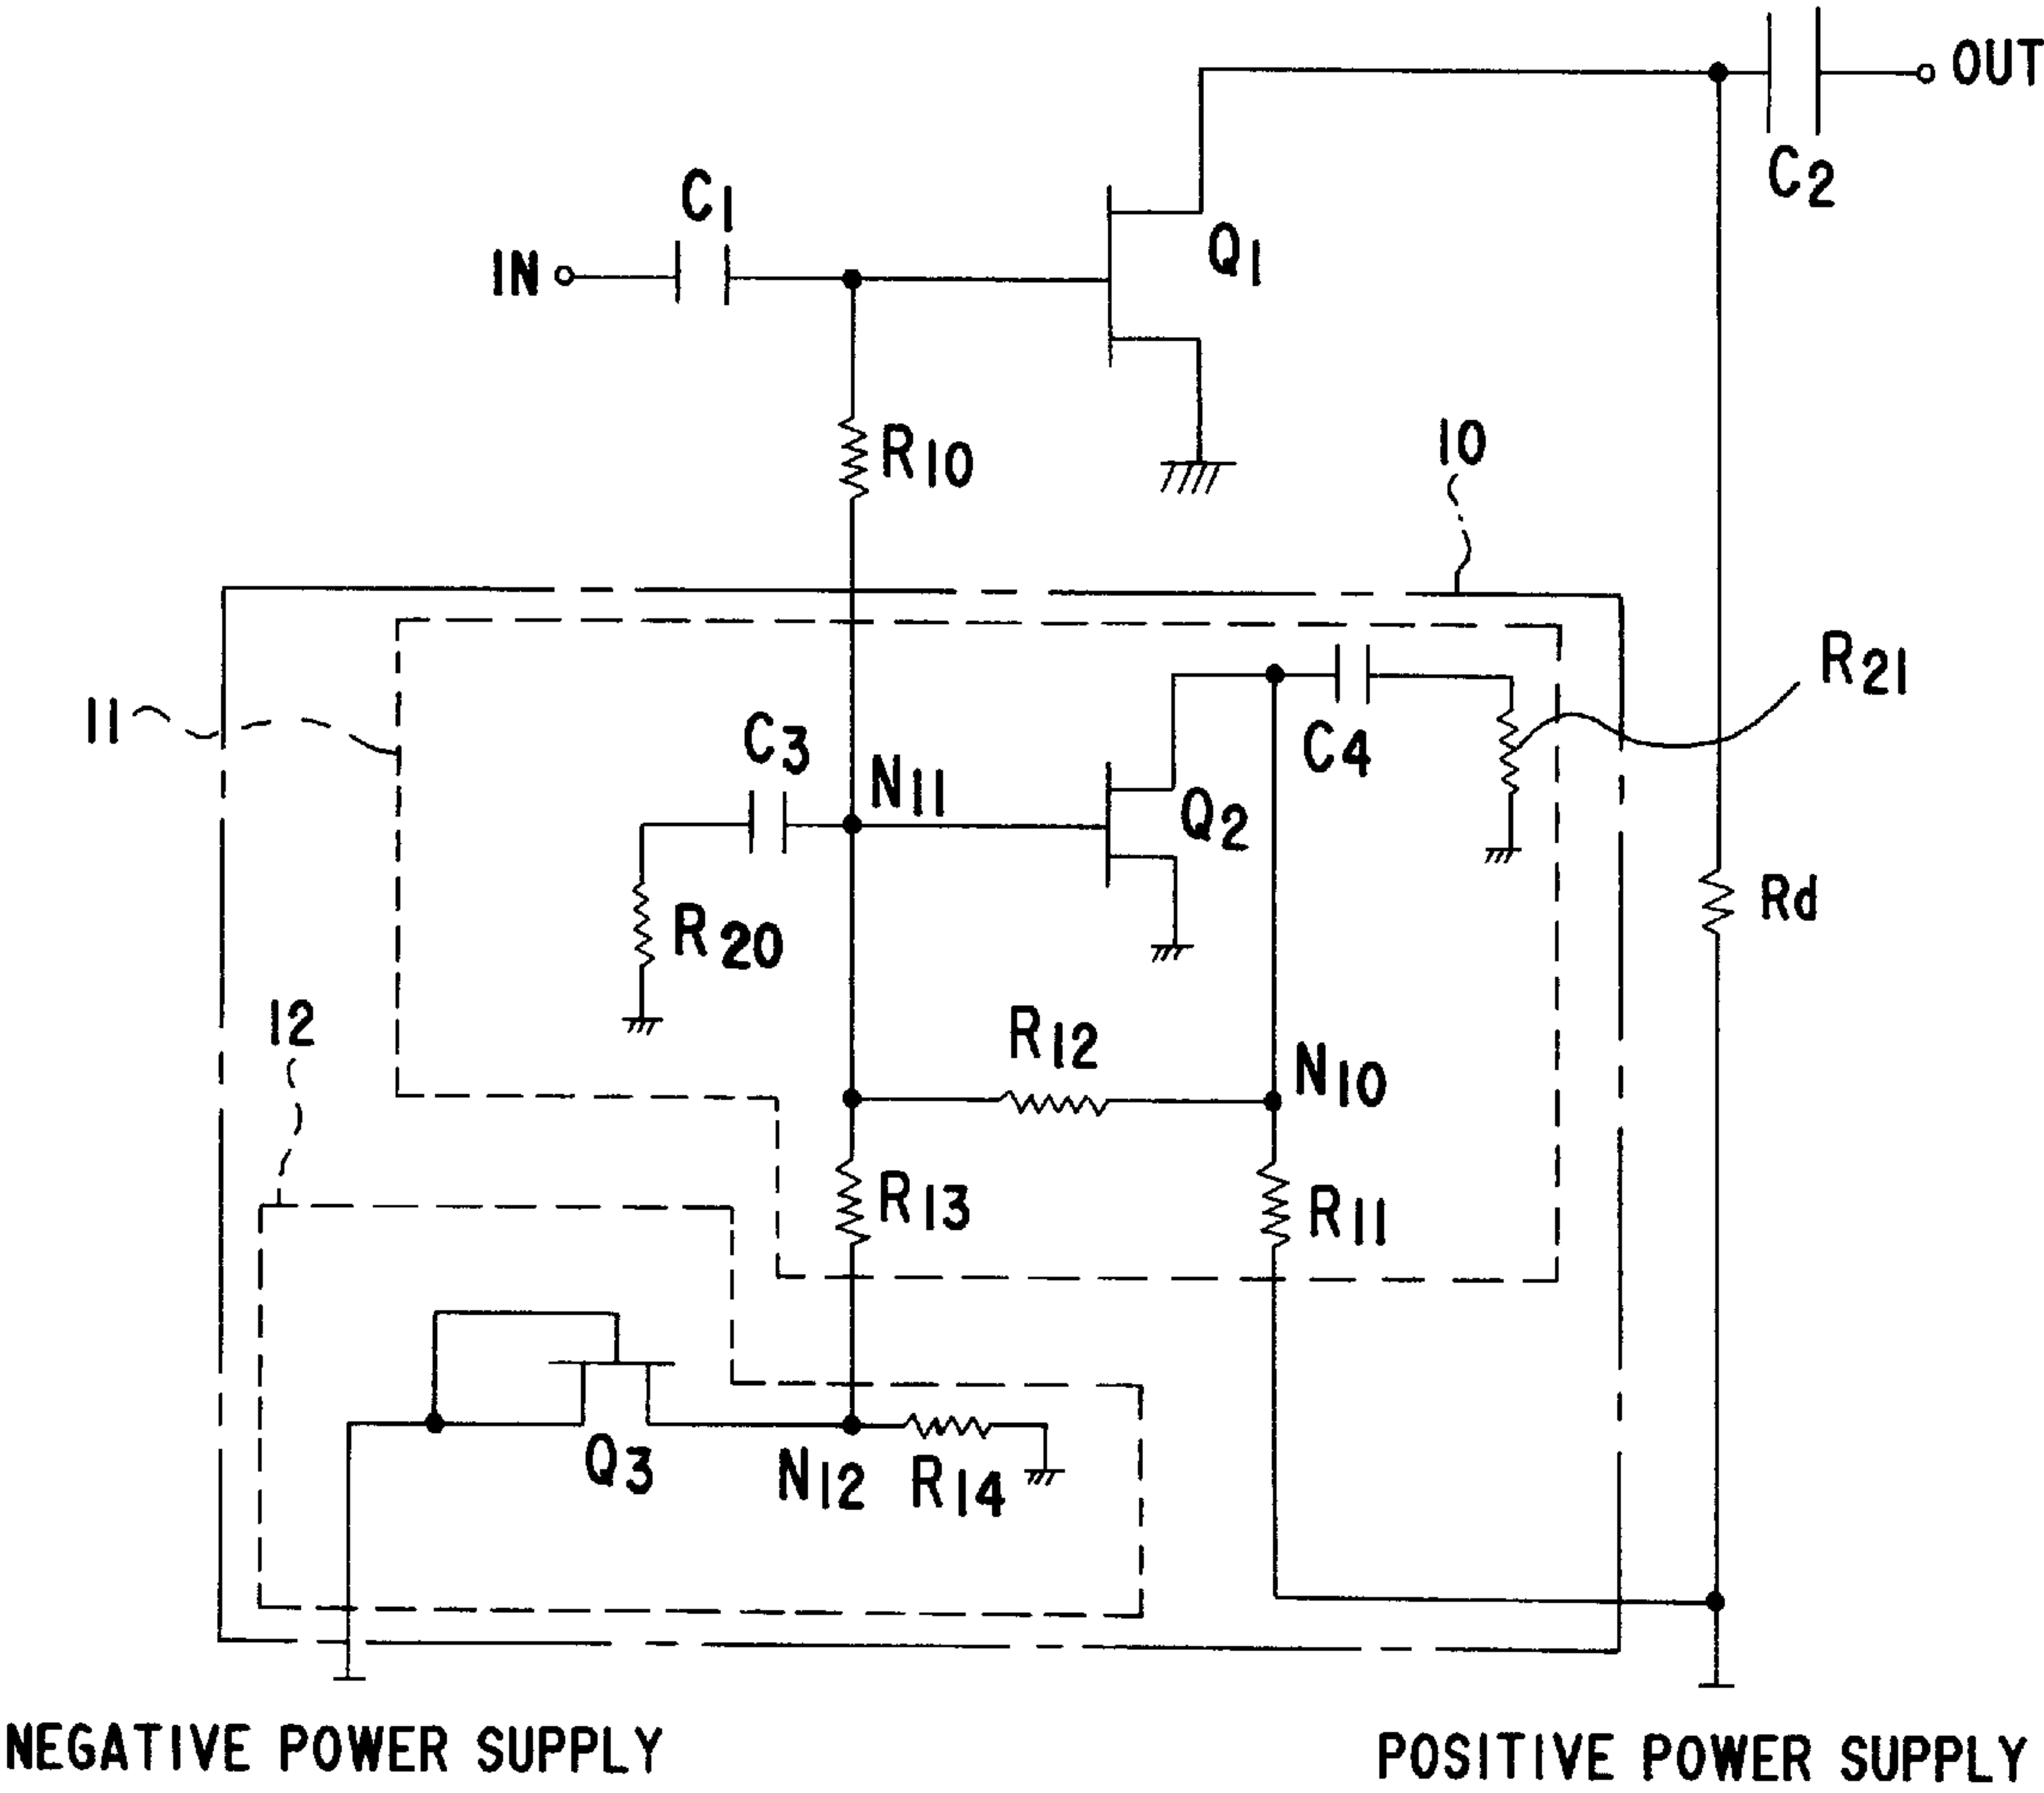 OUT
C2
C1
IN
Q1
R10
10
R21
11
C3
N11
C4
Q2
R20
Rd
12
R12
N10
R13
R11
Q3
N12
R14
NEGATIVE POWER SUPPLY
POSITIVE POWER SUPPLY